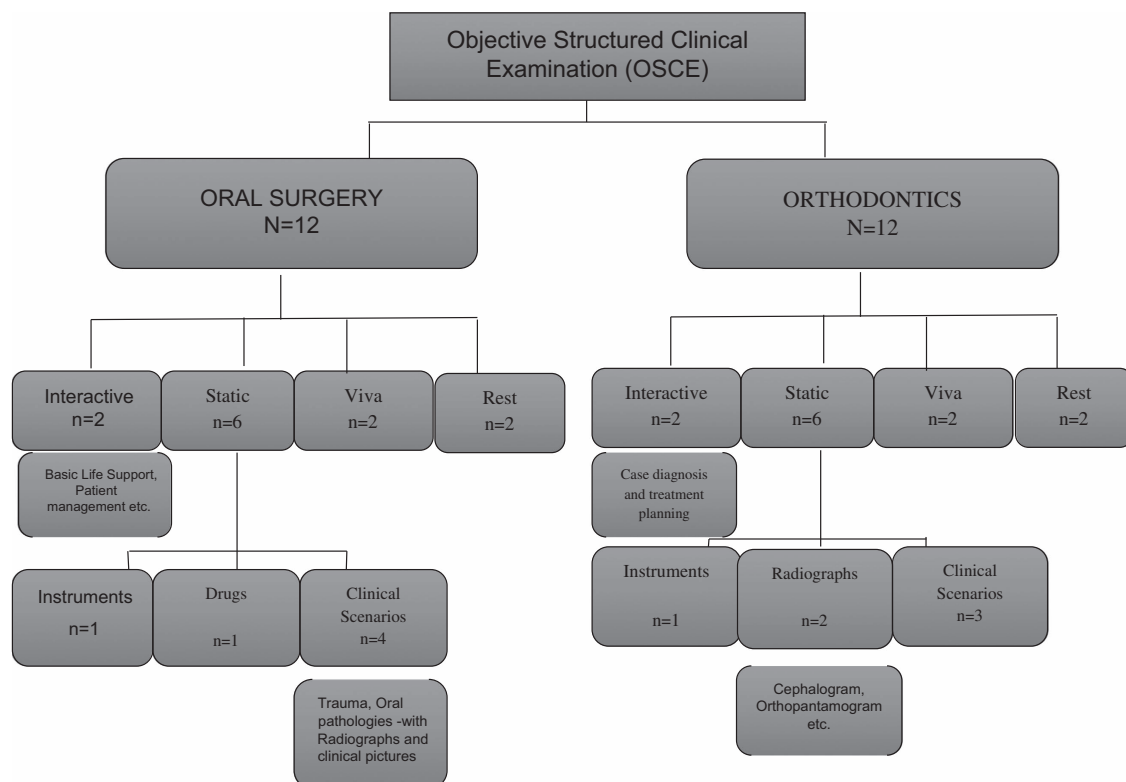 Objective Structured Clinical
Examination (OSCE)
ORAL SURGERY
N=12
ORTHODONTICS
N=12
Interactive
n=2
Static
n=6
Viva
n=2
Rest
n=2
Interactive
n=2
Static
n=6
Viva
n=2
Rest
n=2
Basic Life Support,
Patient
management etc.
Case diagnosis
and treatment
planning
Instruments
n=1
Drugs
n=1
Clinical
Scenarios
n=4
Instruments
n=1
Radiographs
n=2
Clinical
Scenarios
n=3
Trauma, Oral
pathologies -with
Radiographs and
clinical pictures
Cephalogram,
Orthopantamogram
etc.